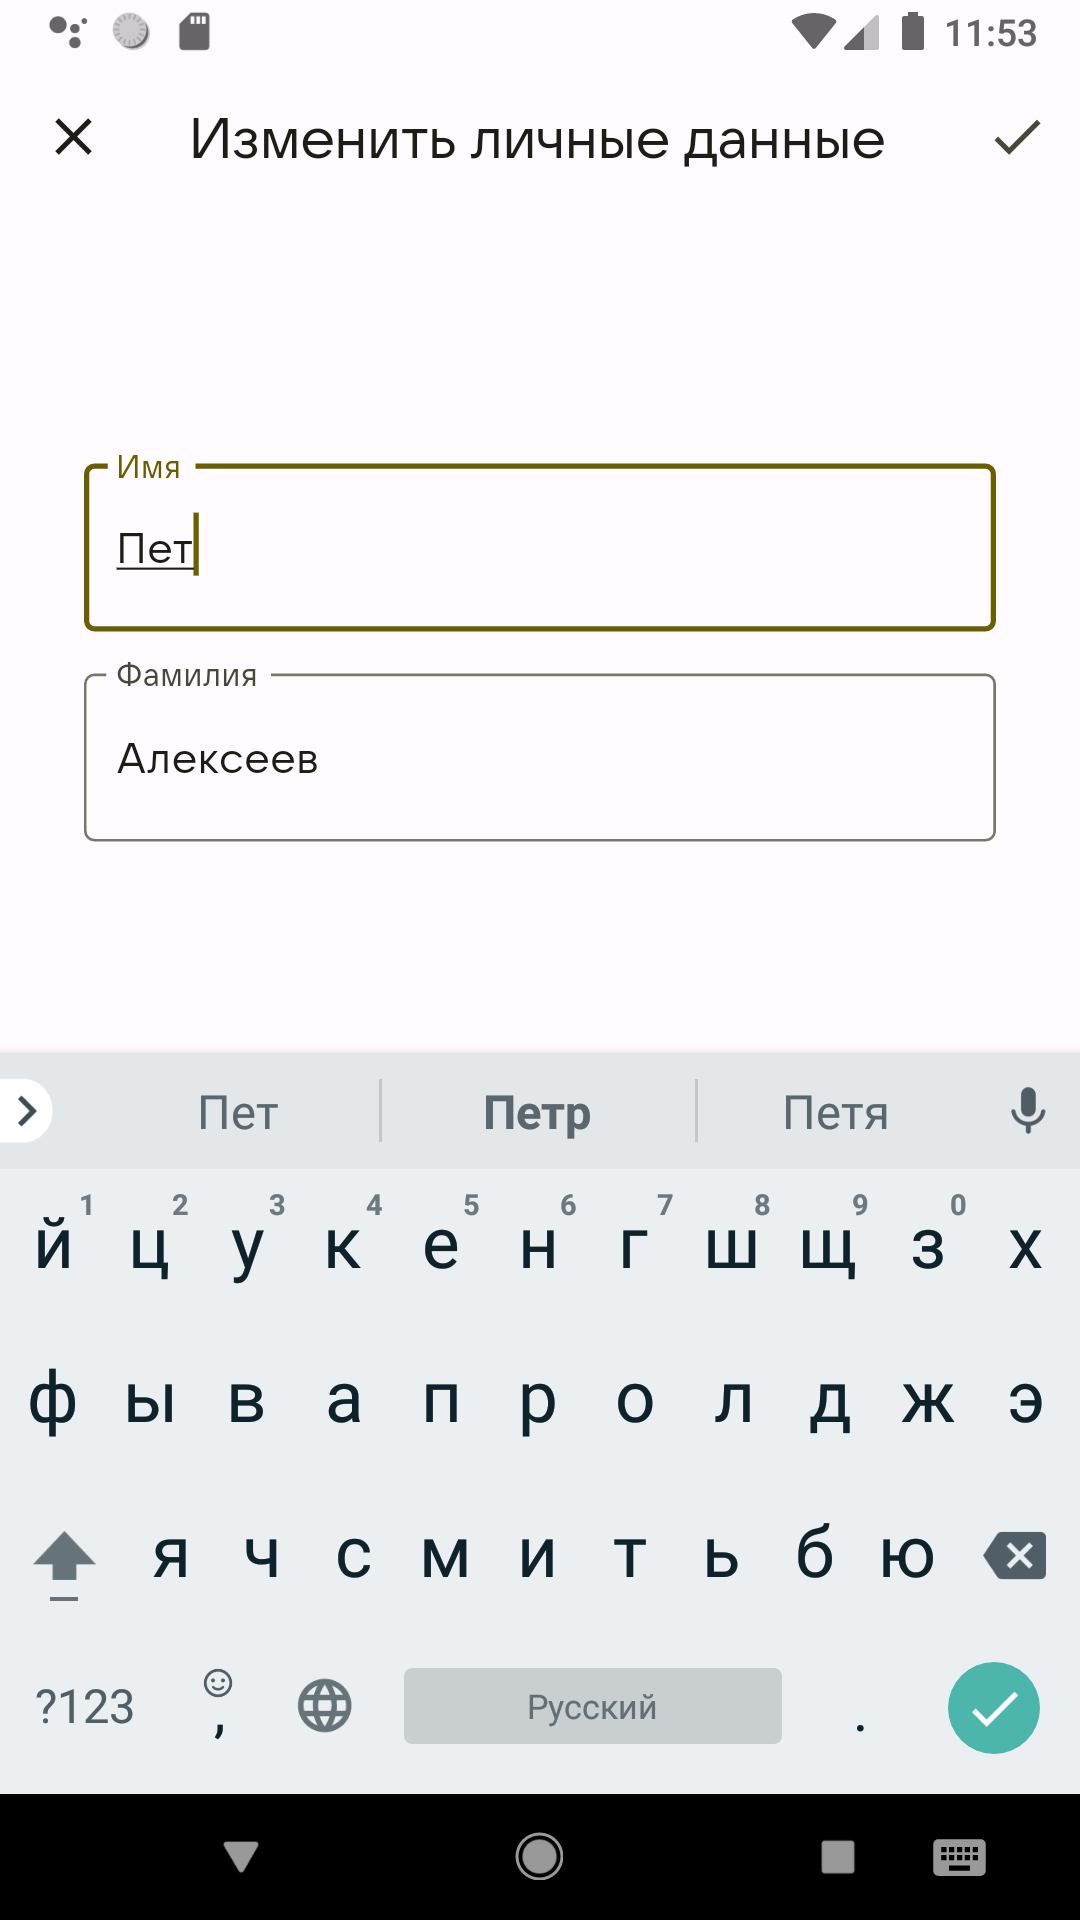 11:53
Изменить личные данные
Имя
Пет
Фамилия
Алексеев
Пет Петр Петя
1 2 3 4 5 6 7 8 9 0
й ц у к е н г ш щ з х
ф ы в а п р о л д ж э
я ч с м и т ь б ю
?123 , Русский .